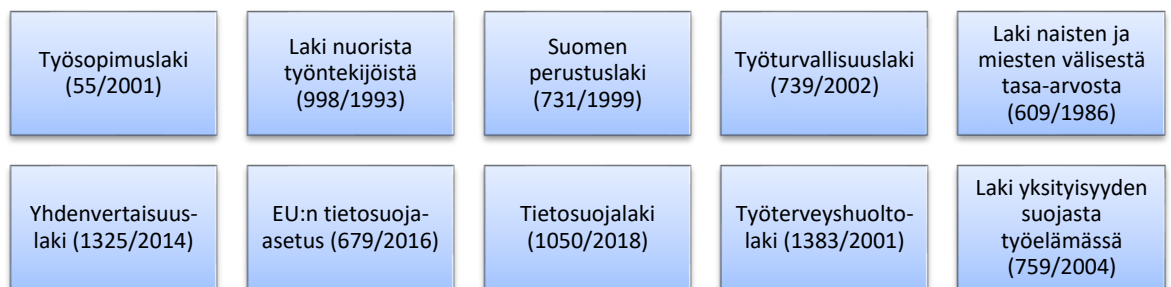 Työsopimuslaki
(55/2001)
Laki nuorista
työntekijöistä
(998/1993)
Suomen
perustuslaki
(731/1999)
Työturvallisuuslaki
(739/2002)
Laki naisten ja
miesten välisestä
tasa-arvosta
(609/1986)
Yhdenvertaisuus-
laki (1325/2014)
EU:n tietosuoja-
asetus (679/2016)
Tietosuojalaki
(1050/2018)
Työterveyshuolto-
laki (1383/2001)
Laki yksityisyyden
suojasta
työelämässä
(759/2004)